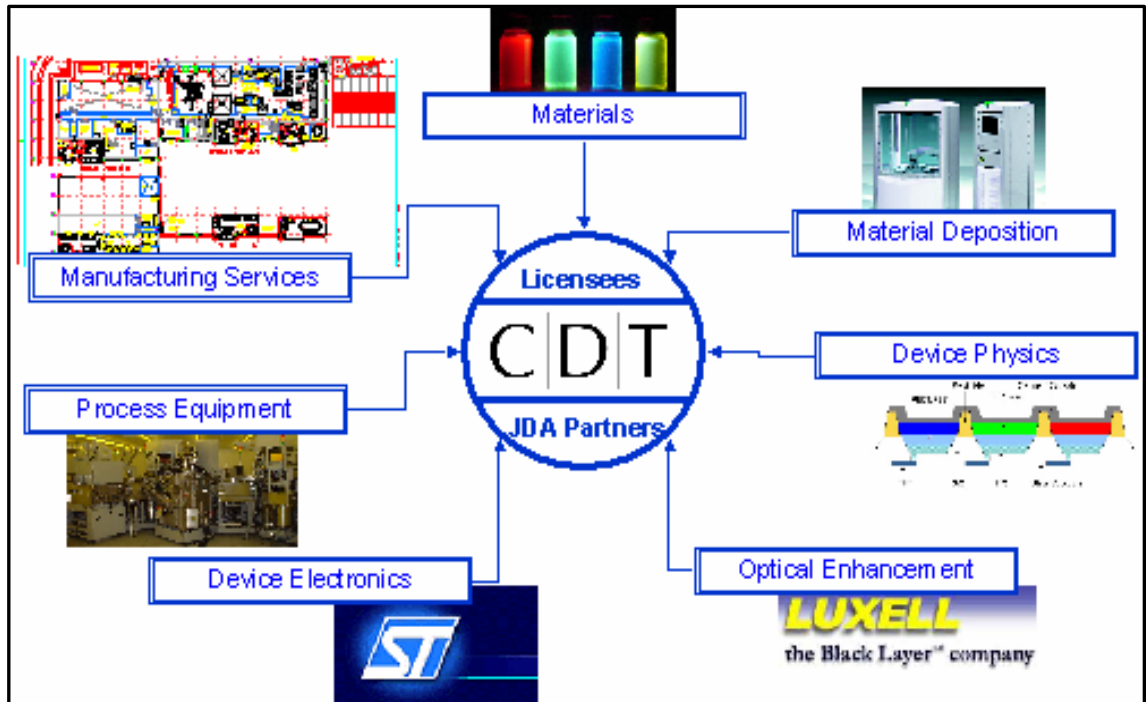 Materials
Manufacturing Services
Material Deposition
Licensees
CDT
JDA Partners
Process Equipment
Device Physics
Device Electronics
ST
Optical Enhancement
LUXELL
the Black Layer™ company